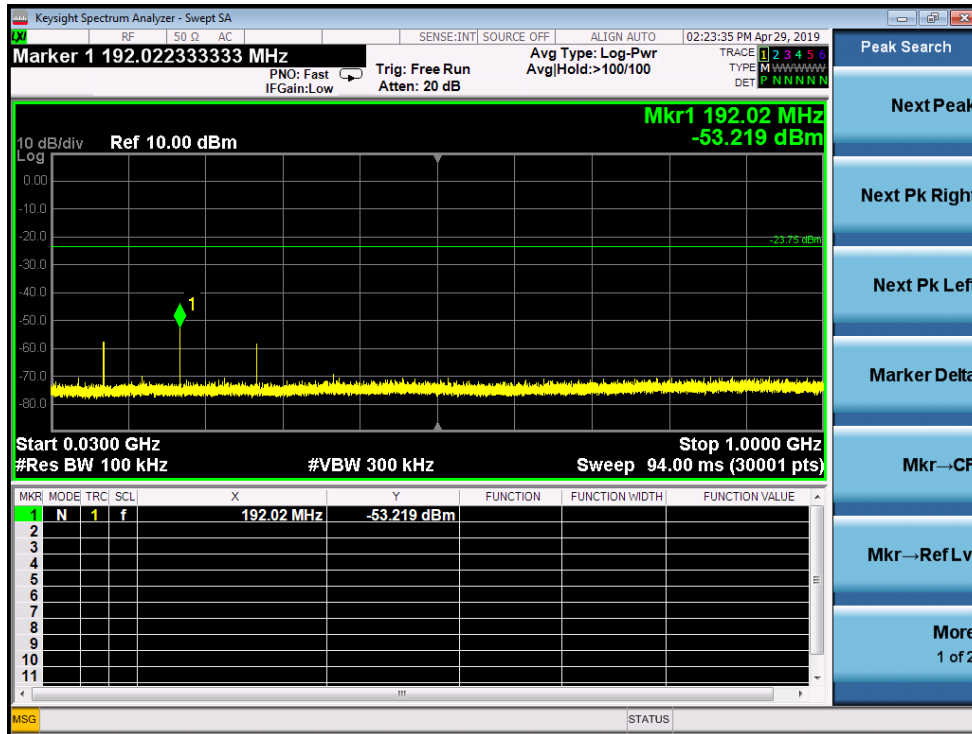 Keysight Spectrum Analyzer - Swept SA
LXI RF 50 Ω AC SENSE:INT SOURCE OFF ALIGN AUTO 02:23:35 PM Apr 29, 2019
Marker 1 192.022333333 MHz
PNO: Fast
IFGain:Low
Trig: Free Run
Atten: 20 dB
Avg Type: Log-Pwr
Avg|Hold:>100/100
TRACE 1 2 3 4 5 6
TYPE M W W W W W
DET P N N N N N
Mkr1 192.02 MHz
-53.219 dBm
10 dB/div Ref 10.00 dBm
Log
0.00
-10.0
-20.0
-23.75 dBm
-30.0
-40.0
1
-50.0
-60.0
-70.0
-80.0
Start 0.0300 GHz Stop 1.0000 GHz
#Res BW 100 kHz #VBW 300 kHz Sweep 94.00 ms (30001 pts)
MKR MODE TRC SCL X Y FUNCTION FUNCTION WIDTH FUNCTION VALUE
1 N 1 f 192.02 MHz -53.219 dBm
2
3
4
5
6
7
8
9
10
11
MSG STATUS
Peak Search
Next Peak
Next Pk Right
Next Pk Left
Marker Delta
Mkr→CF
Mkr→Ref Lv
More
1 of 2